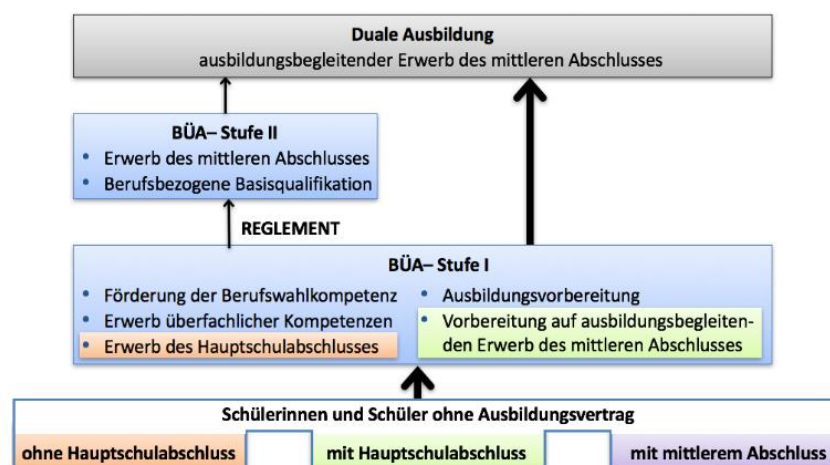 Duale Ausbildung
ausbildungsbegleitender Erwerb des mittleren Abschlusses
BÜA– Stufe II
• Erwerb des mittleren Abschlusses
• Berufsbezogene Basisqualifikation
REGLEMENT
BÜA– Stufe I
• Förderung der Berufswahlkompetenz
• Erwerb überfachlicher Kompetenzen
• Erwerb des Hauptschulabschlusses
• Ausbildungsvorbereitung
• Vorbereitung auf ausbildungsbegleiten-
den Erwerb des mittleren Abschlusses
Schülerinnen und Schüler ohne Ausbildungsvertrag
ohne Hauptschulabschluss
mit Hauptschulabschluss
mit mittlerem Abschluss